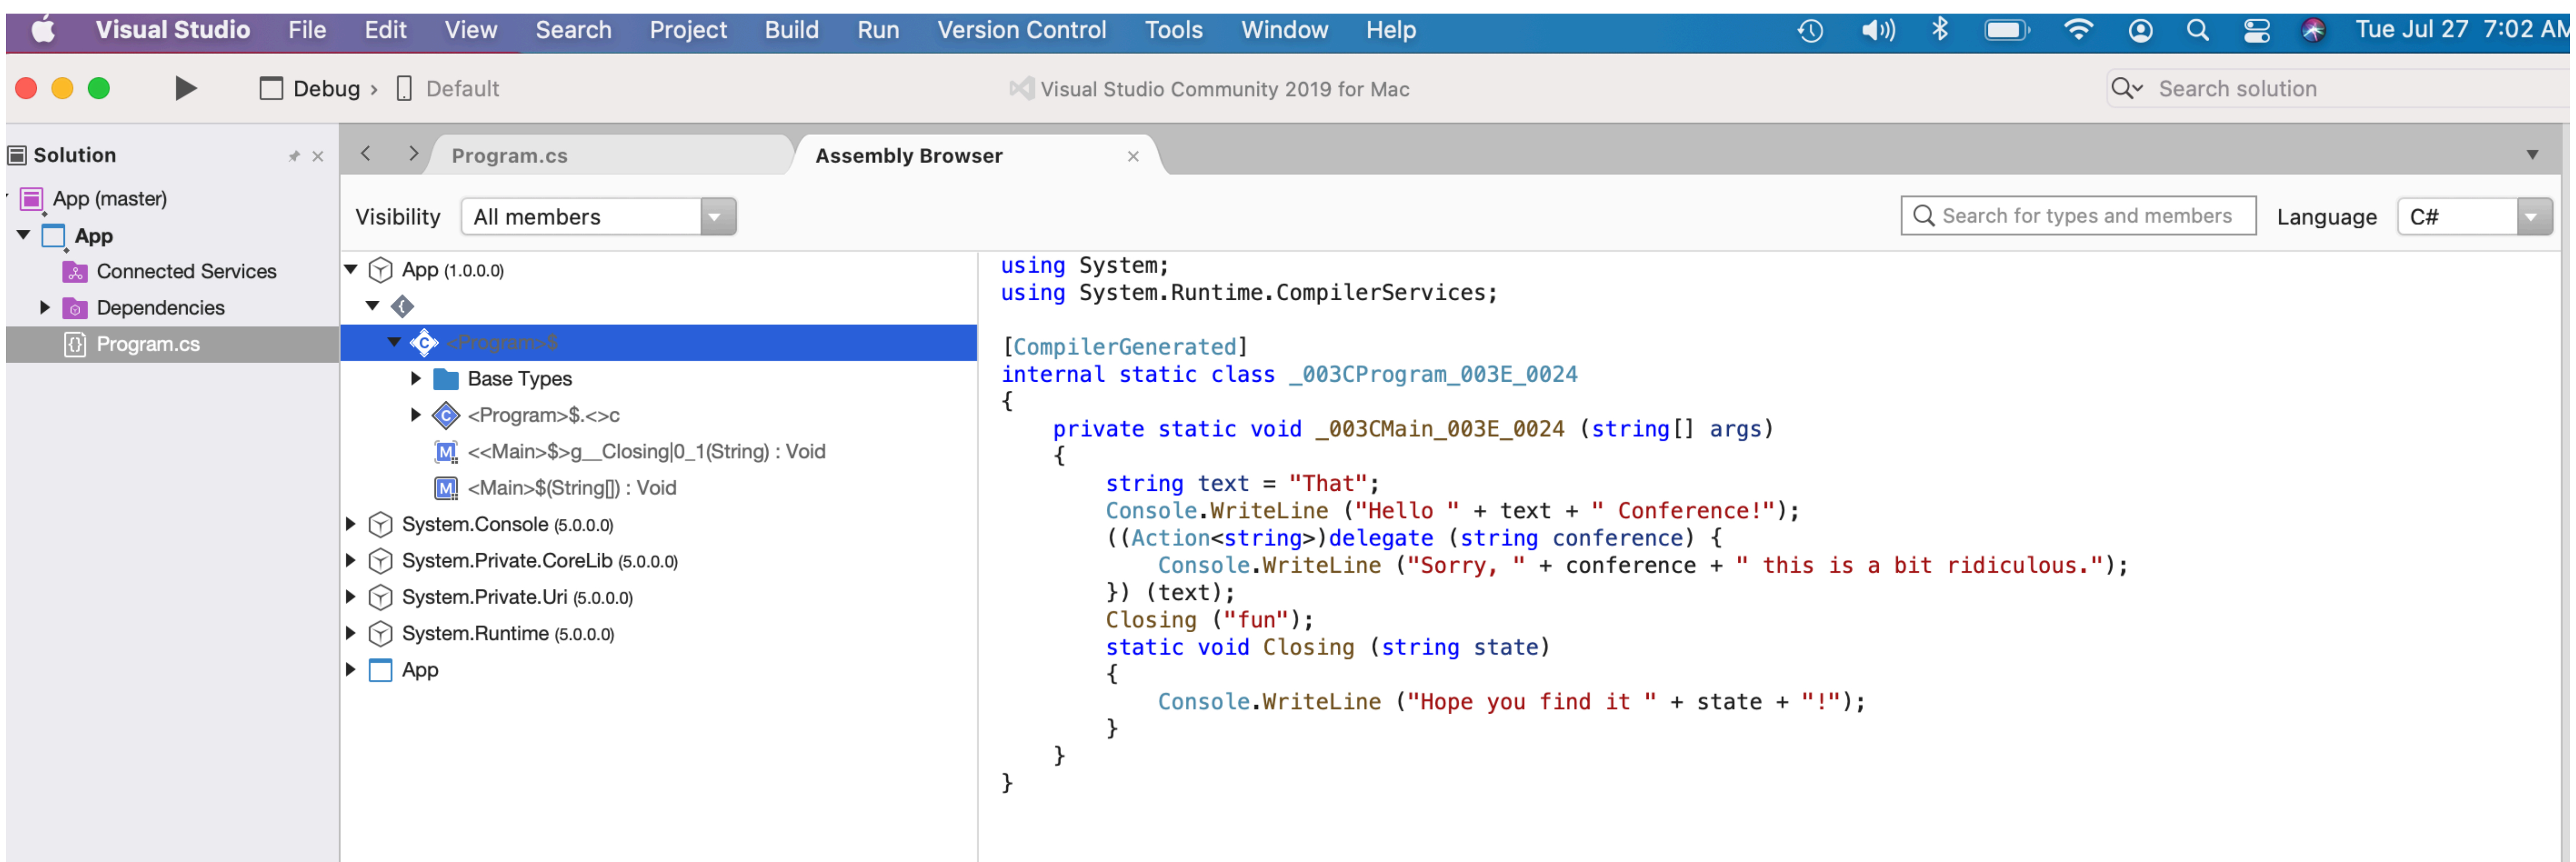 Visual Studio File Edit View Search Project Build Run Version Control Tools Window Help Tue Jul 27 7:02 AM
Debug > Default Visual Studio Community 2019 for Mac Search solution
Solution
Program.cs Assembly Browser
App (master)
App
Connected Services
Dependencies
Program.cs
Visibility All members Search for types and members Language C#
App (1.0.0.0)
<Program>$
Base Types
<Program>$.<>c
<<Main>$>g__Closing|0_1(String) : Void
<Main>$(String[]) : Void
System.Console (5.0.0.0)
System.Private.CoreLib (5.0.0.0)
System.Private.Uri (5.0.0.0)
System.Runtime (5.0.0.0)
App
using System;
using System.Runtime.CompilerServices;
[CompilerGenerated]
internal static class _003CProgram_003E_0024
{
private static void _003CMain_003E_0024 (string[] args)
{
string text = "That";
Console.WriteLine ("Hello " + text + " Conference!");
((Action<string>)delegate (string conference) {
Console.WriteLine ("Sorry, " + conference + " this is a bit ridiculous.");
}) (text);
Closing ("fun");
static void Closing (string state)
{
Console.WriteLine ("Hope you find it " + state + "!");
}
}
}